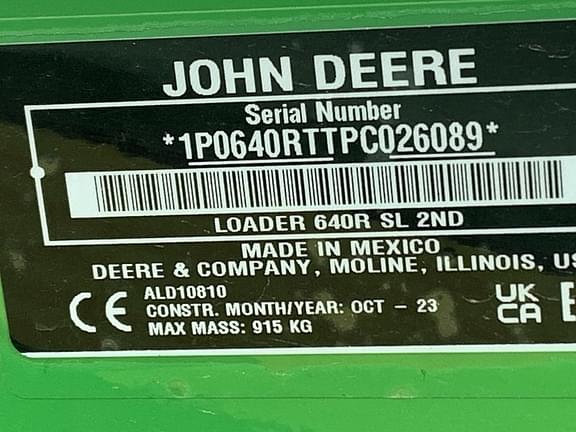 JOHN DEERE
Serial Number
*1P0640RTTPC026089*
LOADER 640R SL 2ND
MADE IN MEXICO
DEERE & COMPANY, MOLINE, ILLINOIS, US
CE ALD10810
CONSTR. MONTH/YEAR: OCT - 23
MAX MASS: 915 KG
UK
CA